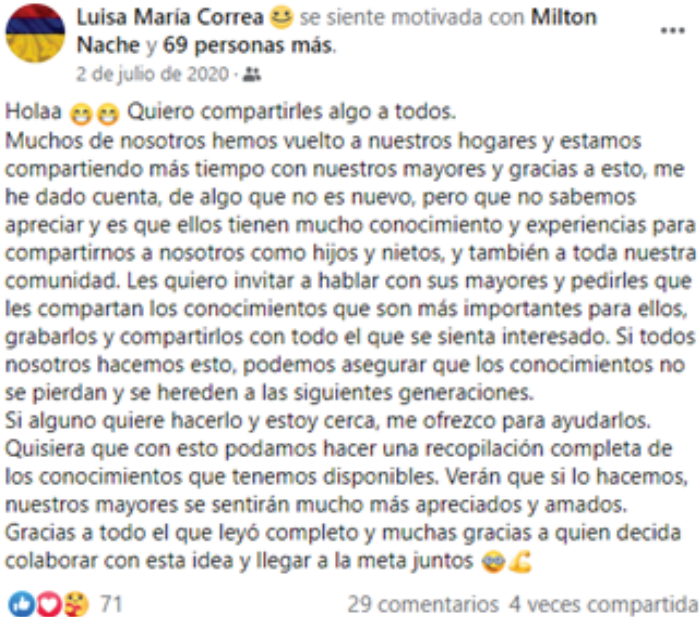 Luisa María Correa 😆 se siente motivada con Milton
Nache y 69 personas más.
2 de julio de 2020 ·
Holaa 😁😁 Quiero compartirles algo a todos.
Muchos de nosotros hemos vuelto a nuestros hogares y estamos
compartiendo más tiempo con nuestros mayores y gracias a esto, me
he dado cuenta, de algo que no es nuevo, pero que no sabemos
apreciar y es que ellos tienen mucho conocimiento y experiencias para
compartirnos a nosotros como hijos y nietos, y también a toda nuestra
comunidad. Les quiero invitar a hablar con sus mayores y pedirles que
les compartan los conocimientos que son más importantes para ellos,
grabarlos y compartirlos con todo el que se sienta interesado. Si todos
nosotros hacemos esto, podemos asegurar que los conocimientos no
se pierdan y se hereden a las siguientes generaciones.
Si alguno quiere hacerlo y estoy cerca, me ofrezco para ayudarlos.
Quisiera que con esto podamos hacer una recopilación completa de
los conocimientos que tenemos disponibles. Verán que si lo hacemos,
nuestros mayores se sentirán mucho más apreciados y amados.
Gracias a todo el que leyó completo y muchas gracias a quien decida
colaborar con esta idea y llegar a la meta juntos 🤓💪
71 29 comentarios 4 veces compartida